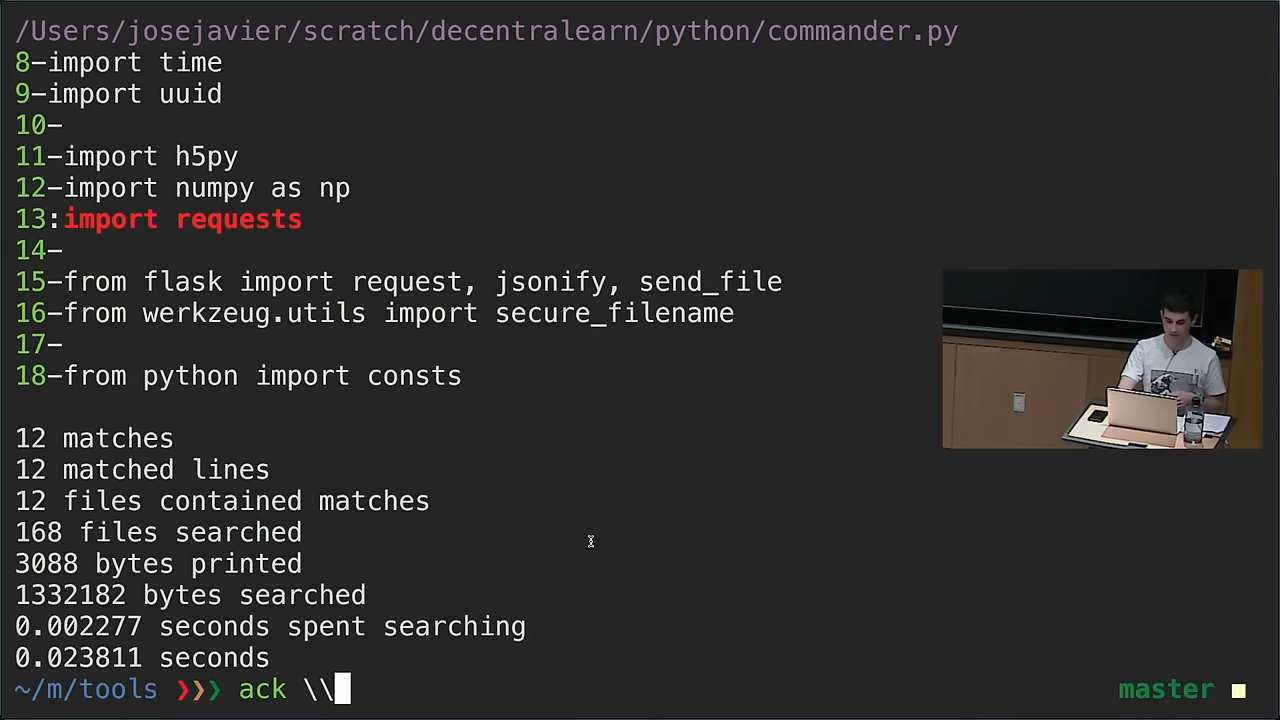 /Users/josejavier/scratch/decentralearn/python/commander.py
8-import time
9-import uuid
10-
11-import h5py
12-import numpy as np
13:import requests
14-
15-from flask import request, jsonify, send_file
16-from werkzeug.utils import secure_filename
17-
18-from python import consts
12 matches
12 matched lines
12 files contained matches
168 files searched
3088 bytes printed
1332182 bytes searched
0.002277 seconds spent searching
0.023811 seconds
~/m/tools ❯❯❯ ack \\ master